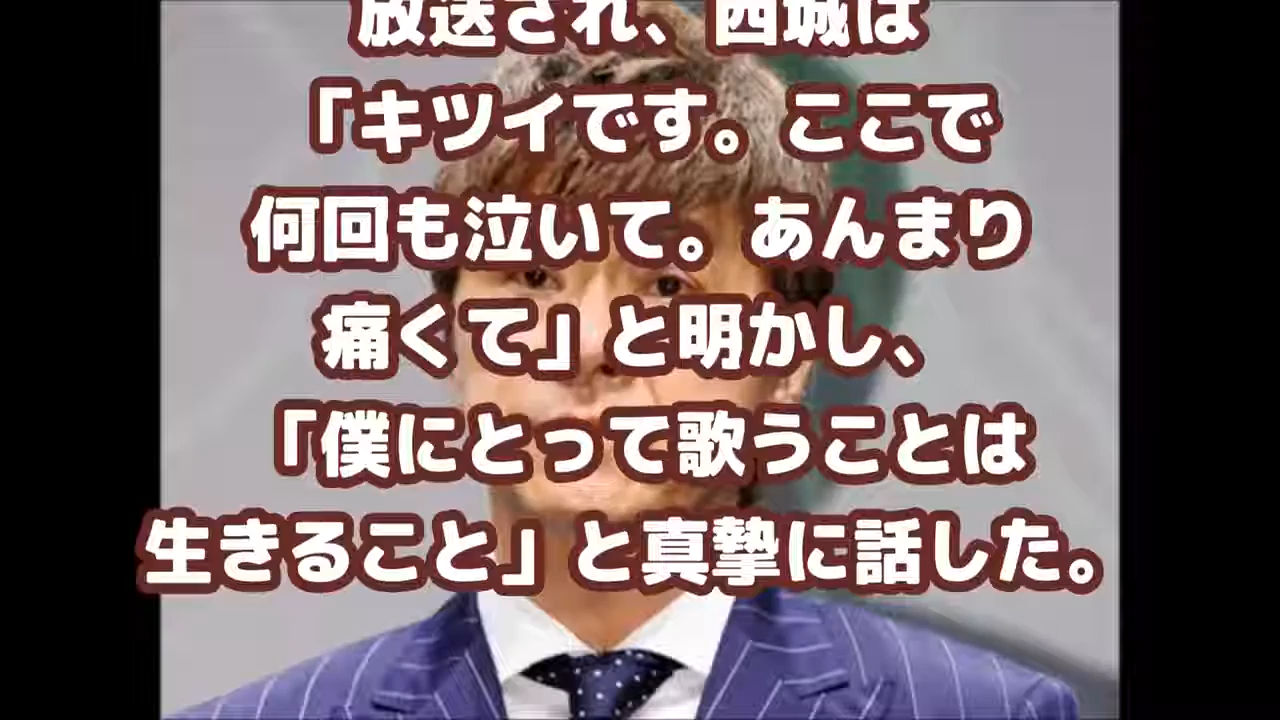 放送され、西城は
「キツイです。ここで
何回も泣いて。あんまり
痛くて」と明かし、
「僕にとって歌うことは
生きること」と真摯に話した。